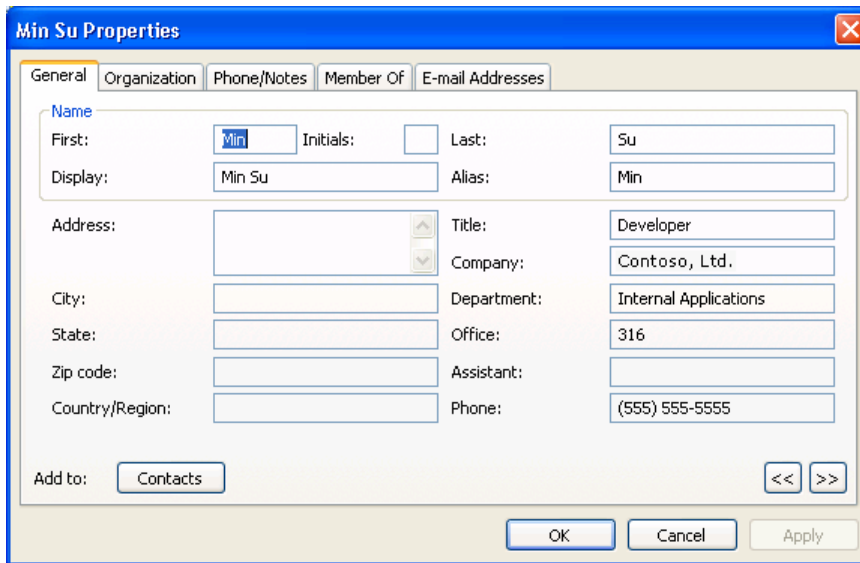 Min Su Properties
General Organization Phone/Notes Member Of E-mail Addresses
Name
First: Min Initials: Last: Su
Display: Min Su Alias: Min
Address: Title: Developer
Company: Contoso, Ltd.
City: Department: Internal Applications
State: Office: 316
Zip code: Assistant:
Country/Region: Phone: (555) 555-5555
Add to: Contacts << >>
OK Cancel Apply